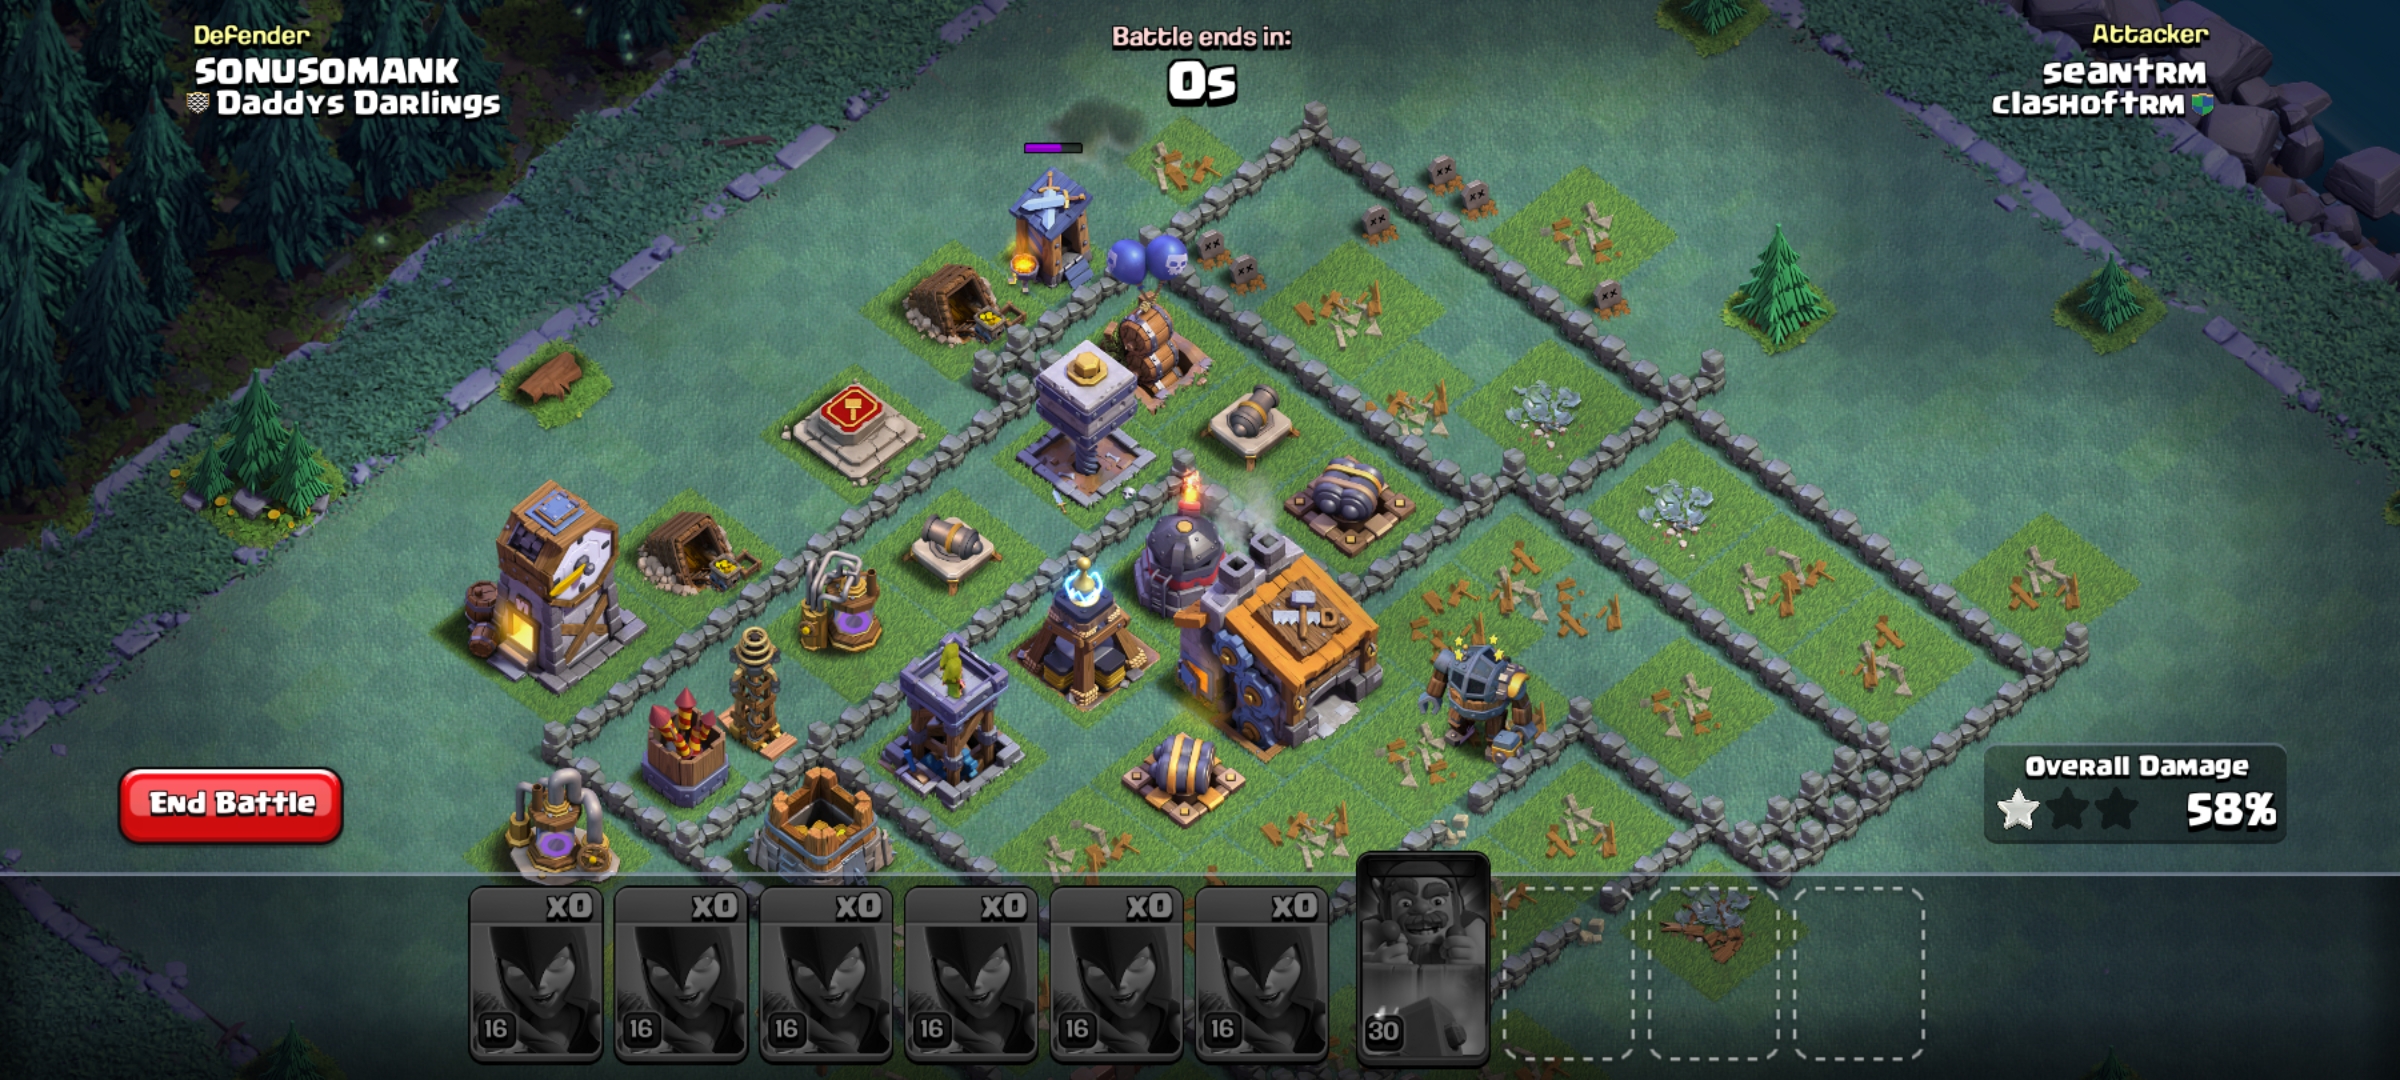 Defender
SONUSOMANK
Daddys Darlings
Battle ends in:
0s
Attacker
seantRM
clashoftRM
End Battle
Overall Damage
58%
x0
x0
x0
x0
x0
x0
16
16
16
16
16
16
30